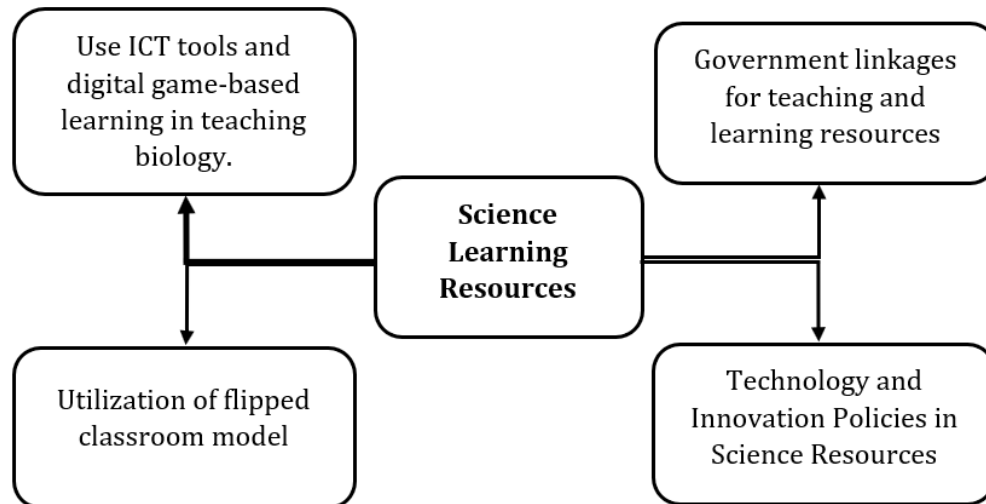 Use ICT tools and
digital game-based
learning in teaching
biology.
Government linkages
for teaching and
learning resources
Science
Learning
Resources
Utilization of flipped
classroom model
Technology and
Innovation Policies in
Science Resources